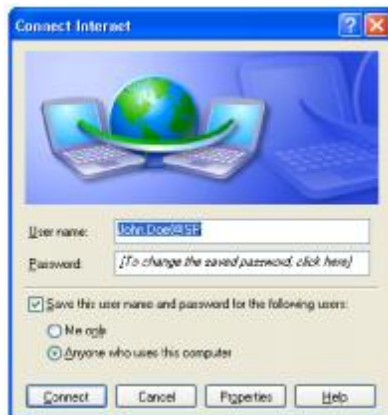 Connect Internet
User name: John.Doe@SP
Password: [To change the saved password, click here]
Save this user name and password for the following users:
Me only
Anyone who uses this computer
Connect Cancel Properties Help